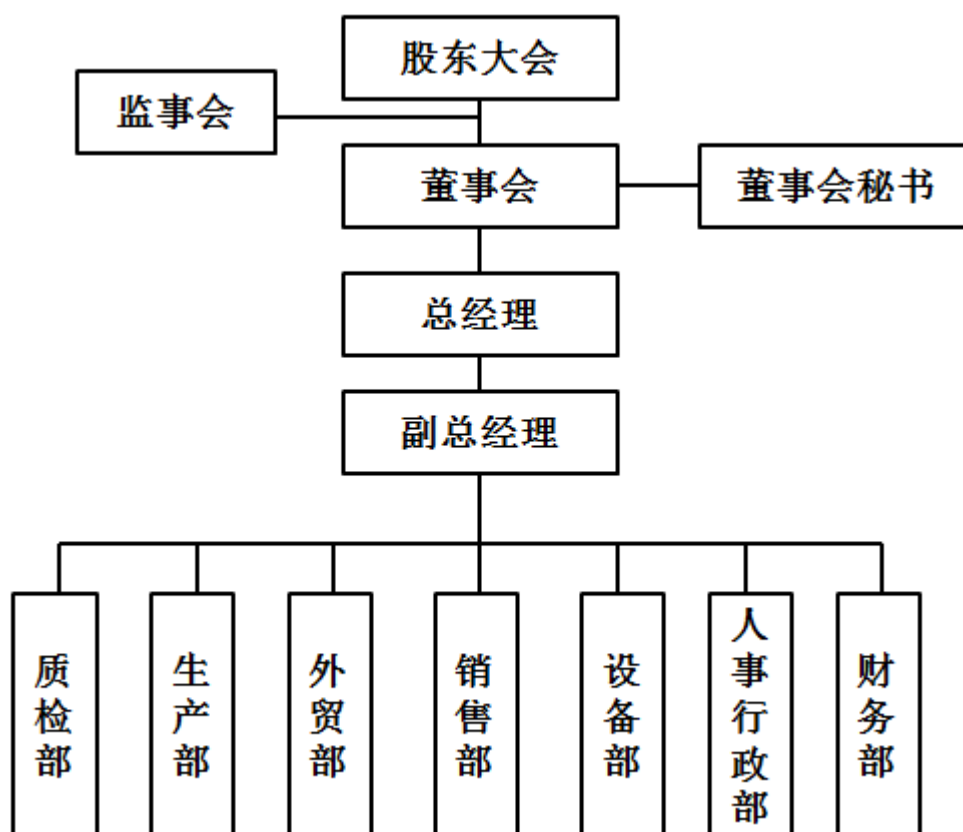 股东大会
监事会
董事会
董事会秘书
总经理
副总经理
质检部
生产部
外贸部
销售部
设备部
人事行政部
财务部